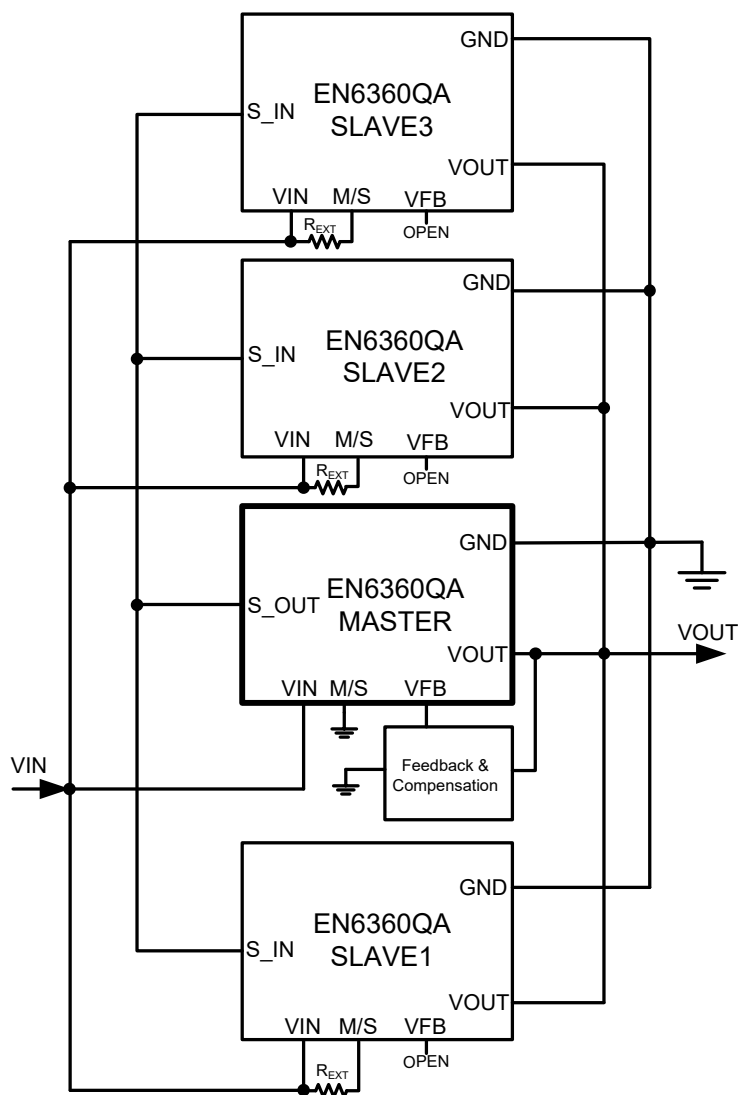 GND
EN6360QA
SLAVE3
S_IN
VOUT
VIN M/S VFB
REXT
OPEN
GND
EN6360QA
SLAVE2
S_IN
VOUT
VIN M/S VFB
REXT
OPEN
GND
EN6360QA
MASTER
S_OUT
VOUT
VOUT
VIN M/S VFB
VIN
Feedback &
Compensation
GND
EN6360QA
SLAVE1
S_IN
VOUT
VIN M/S VFB
REXT
OPEN